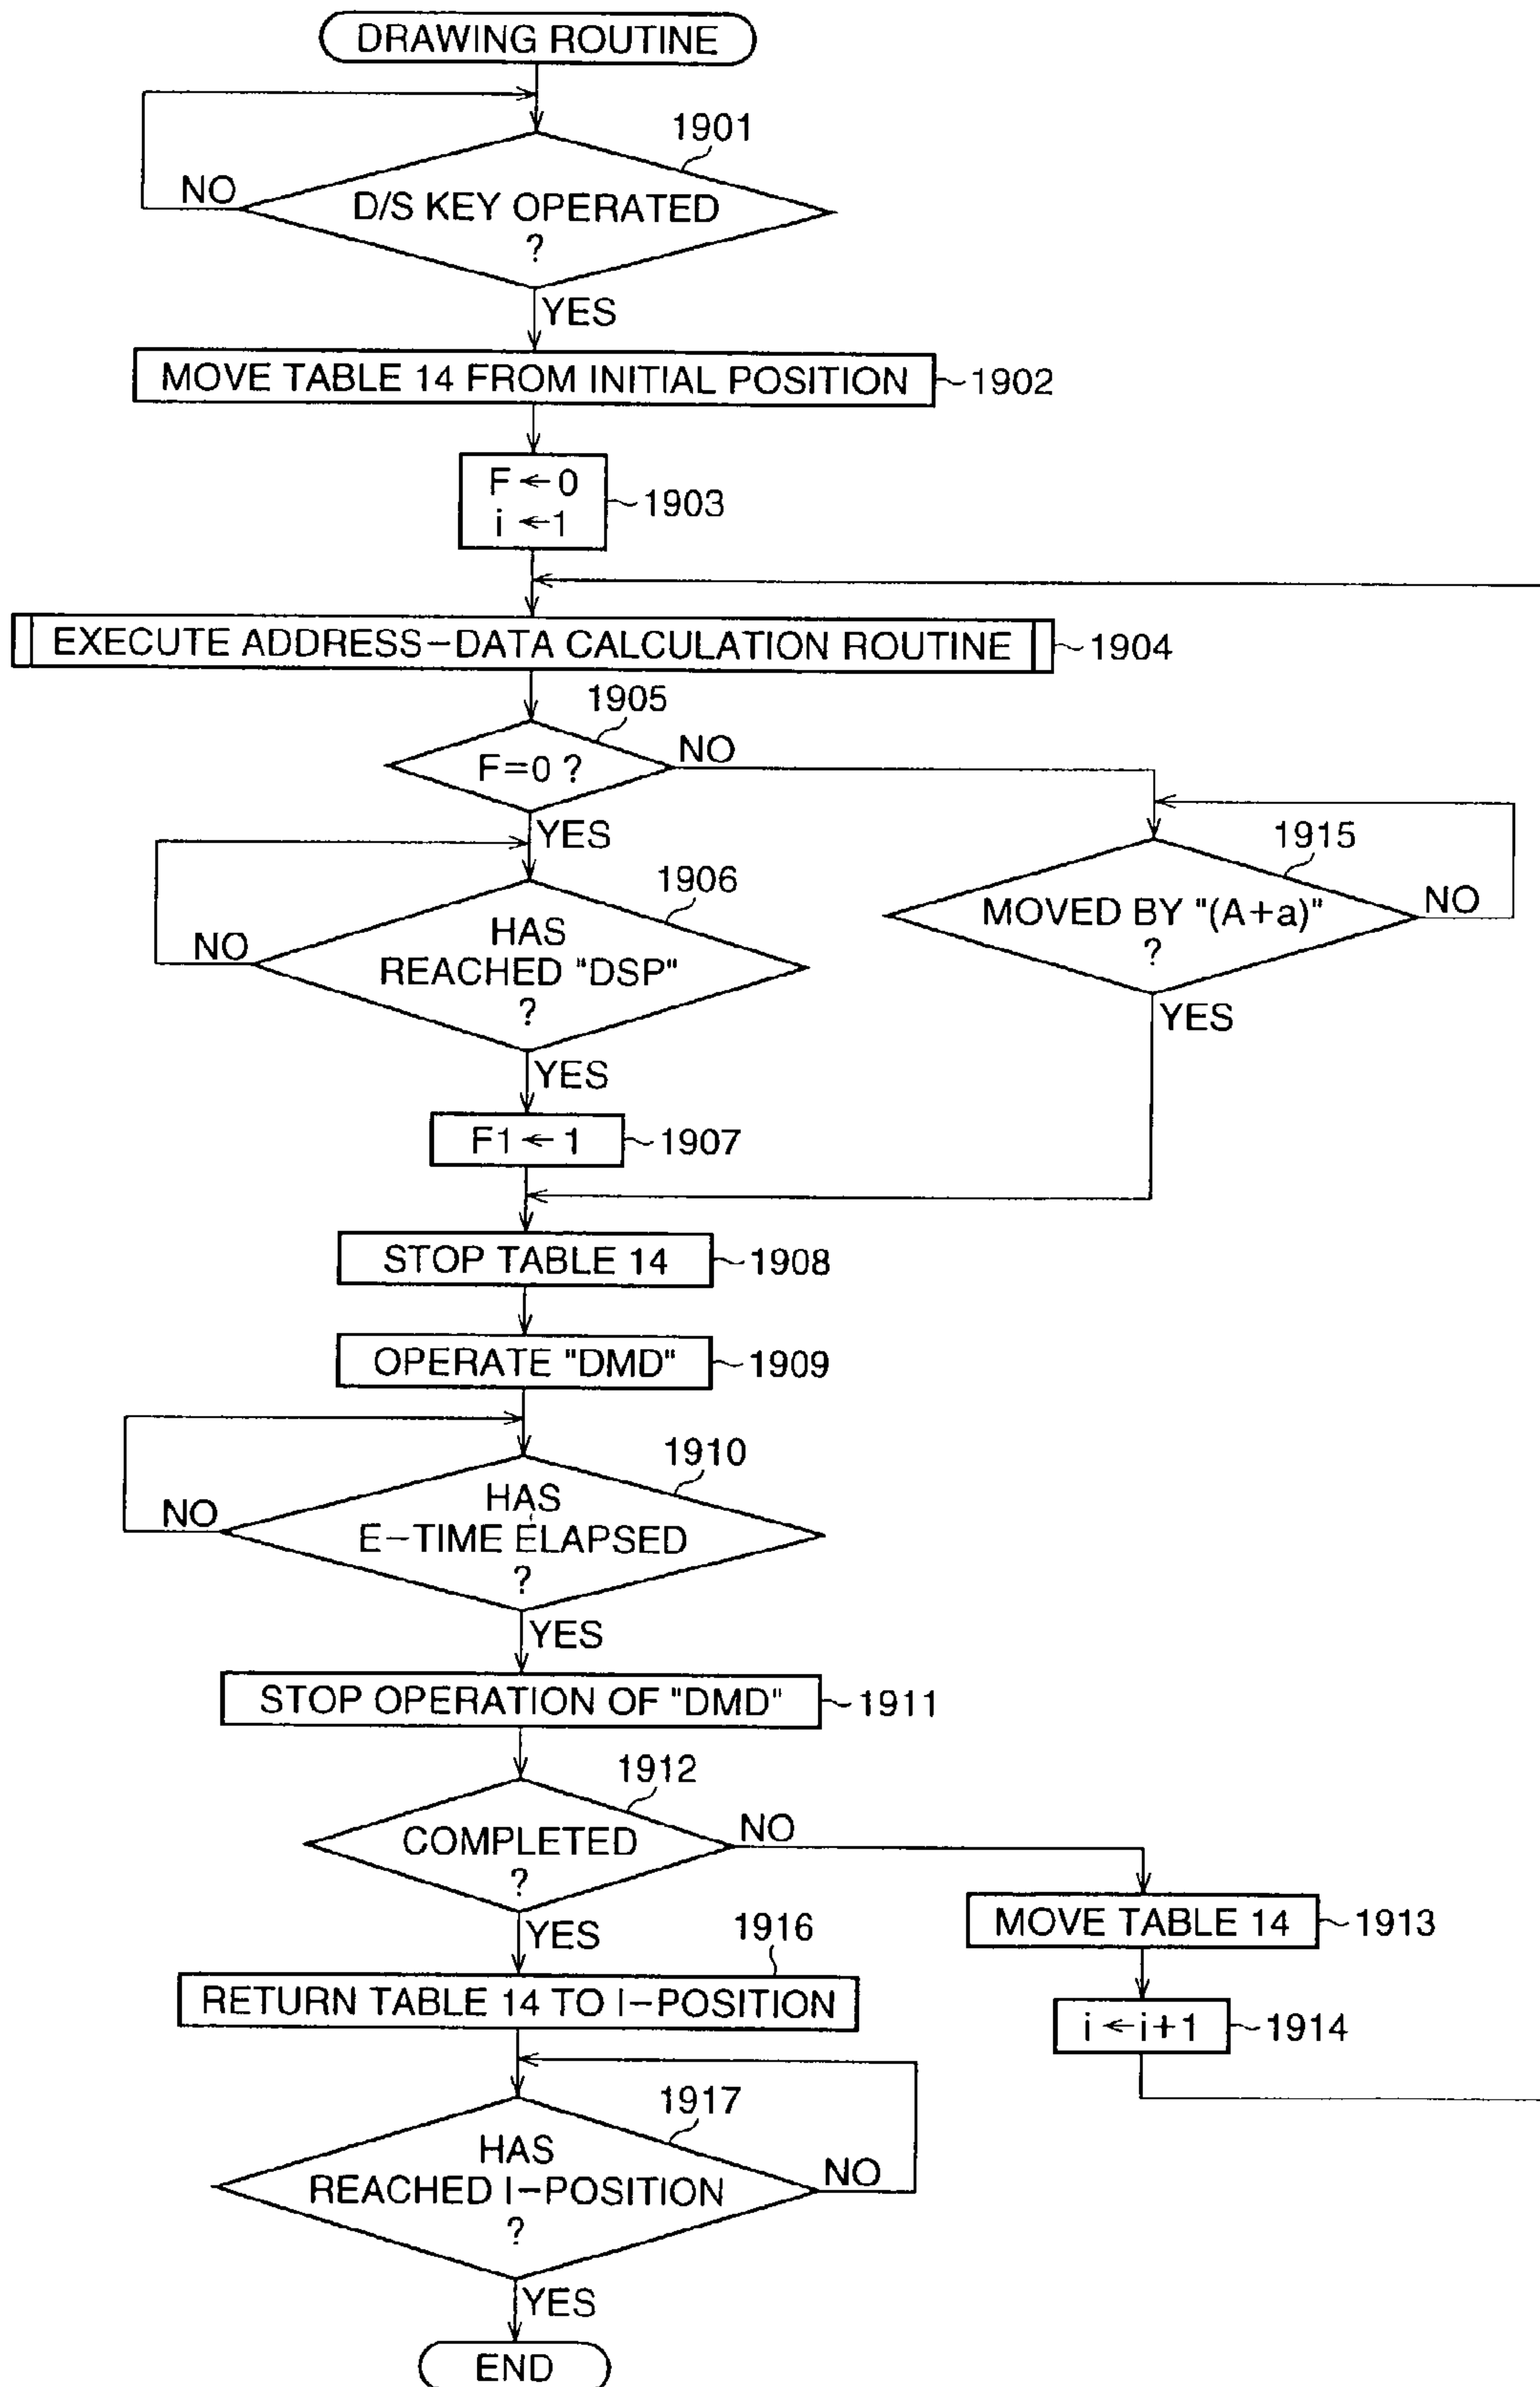 DRAWING ROUTINE
1901
NO
D/S KEY OPERATED
?
YES
MOVE TABLE 14 FROM INITIAL POSITION
1902
F ← 0
i ← 1
1903
EXECUTE ADDRESS-DATA CALCULATION ROUTINE
1904
1905
F=0 ?
NO
YES
1906
NO
HAS
REACHED "DSP"
?
YES
1915
MOVED BY "(A+a)"
?
NO
YES
F1 ← 1
1907
STOP TABLE 14
1908
OPERATE "DMD"
1909
1910
NO
HAS
E-TIME ELAPSED
?
YES
STOP OPERATION OF "DMD"
1911
1912
COMPLETED
?
NO
YES
MOVE TABLE 14
1913
i ← i+1
1914
1916
RETURN TABLE 14 TO I-POSITION
1917
HAS
REACHED I-POSITION
?
NO
YES
END